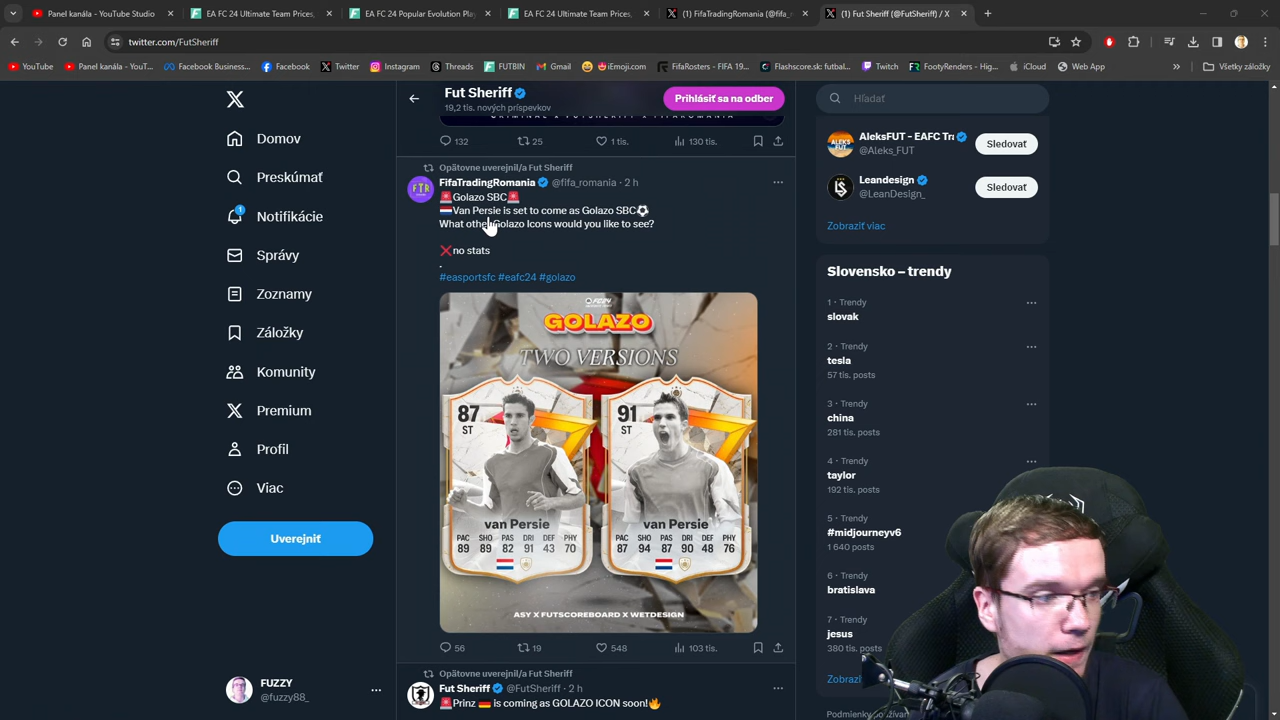 Panel kanála - YouTube Studio
EA FC 24 Ultimate Team Prices,
EA FC 24 Popular Evolution Pla
EA FC 24 Ultimate Team Prices,
(1) FifaTradingRomania (@fifa_r
(1) Fut Sheriff (@FutSheriff) / X
twitter.com/FutSheriff
YouTube
Panel kanála - YouT...
Facebook Business...
Facebook
Twitter
Instagram
Threads
FUTBIN
Gmail
iEmoji.com
FifaRosters - FIFA 19...
Flashscore.sk: futbal...
Twitch
FootyRenders - Hig...
iCloud
Web App
»
Všetky záložky
Domov
Preskúmať
1
Notifikácie
Správy
Zoznamy
Záložky
Komunity
Premium
Profil
Viac
Uverejniť
FUZZY
@fuzzy88_
Fut Sheriff
19,2 tis. nových príspevkov
Prihlásiť sa na odber
132
25
1 tis.
130 tis.
Opätovne uverejnil/a Fut Sheriff
FifaTradingRomania @fifa_romania · 2 h
🚨Golazo SBC🚨
🇳🇱Van Persie is set to come as Golazo SBC⚽
What other Golazo Icons would you like to see?
❌no stats
.
#easportsfc #eafc24 #golazo
GOLAZO
TWO VERSIONS
87
ST
van Persie
PAC SHO PAS DRI DEF PHY
89 89 82 91 43 70
91
ST
van Persie
PAC SHO PAS DRI DEF PHY
87 94 87 90 48 76
ASY X FUTSCOREBOARD X WETDESIGN
56
19
548
103 tis.
Opätovne uverejnil/a Fut Sheriff
Fut Sheriff @FutSheriff · 2 h
🚨Prinz 🇩🇪 is coming as GOLAZO ICON soon!🔥
Hľadať
AleksFUT - EAFC Tr
@Aleks_FUT
Sledovať
Leandesign
@LeanDesign_
Sledovať
Zobraziť viac
Slovensko – trendy
1 · Trendy
slovak
2 · Trendy
tesla
57 tis. posts
3 · Trendy
china
281 tis. posts
4 · Trendy
taylor
192 tis. posts
5 · Trendy
#midjourneyv6
1 640 posts
6 · Trendy
bratislava
7 · Trendy
jesus
380 tis. posts